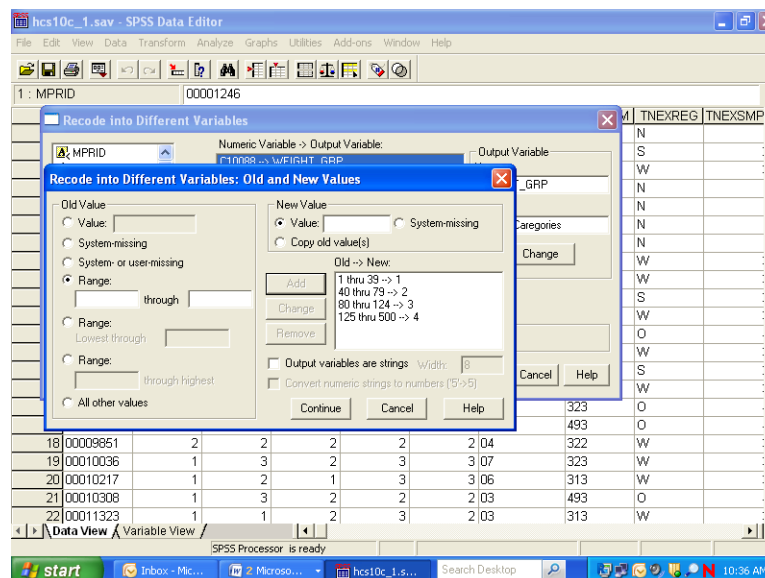 hcs10c_1.sav - SPSS Data Editor
File Edit View Data Transform Analyze Graphs Utilities Add-ons Window Help
1 : MPRID 00001246
TNEXREG TNEXSMP
Recode into Different Variables
MPRID
Numeric Variable -> Output Variable:
C10088 --> WEIGHT_GRP
Output Variable
_GRP
Caregories
Change
Cancel Help
Recode into Different Variables: Old and New Values
Old Value
Value:
System-missing
System- or user-missing
Range:
through
Range:
Lowest through
Range:
through highest
All other values
New Value
Value: System-missing
Copy old value(s)
Old --> New:
Add
Change
Remove
1 thru 39 --> 1
40 thru 79 --> 2
80 thru 124 --> 3
125 thru 500 --> 4
Output variables are strings Width: 8
Convert numeric strings to numbers ('5'->5)
Continue Cancel Help
N
S
W
N
N
N
N
W
W
S
W
O
W
S
W
323 O
493 O
18 00009851 2 2 2 2 2 04 322 W
19 00010036 1 3 2 3 3 07 323 W
20 00010217 1 2 1 3 3 06 313 W
21 00010308 1 3 2 2 2 03 493 O
22 00011323 1 1 2 3 2 03 313 W
Data View Variable View
SPSS Processor is ready
start Inbox - Mic... 2 Microso... hcs10c_1.s... Search Desktop 10:36 AM